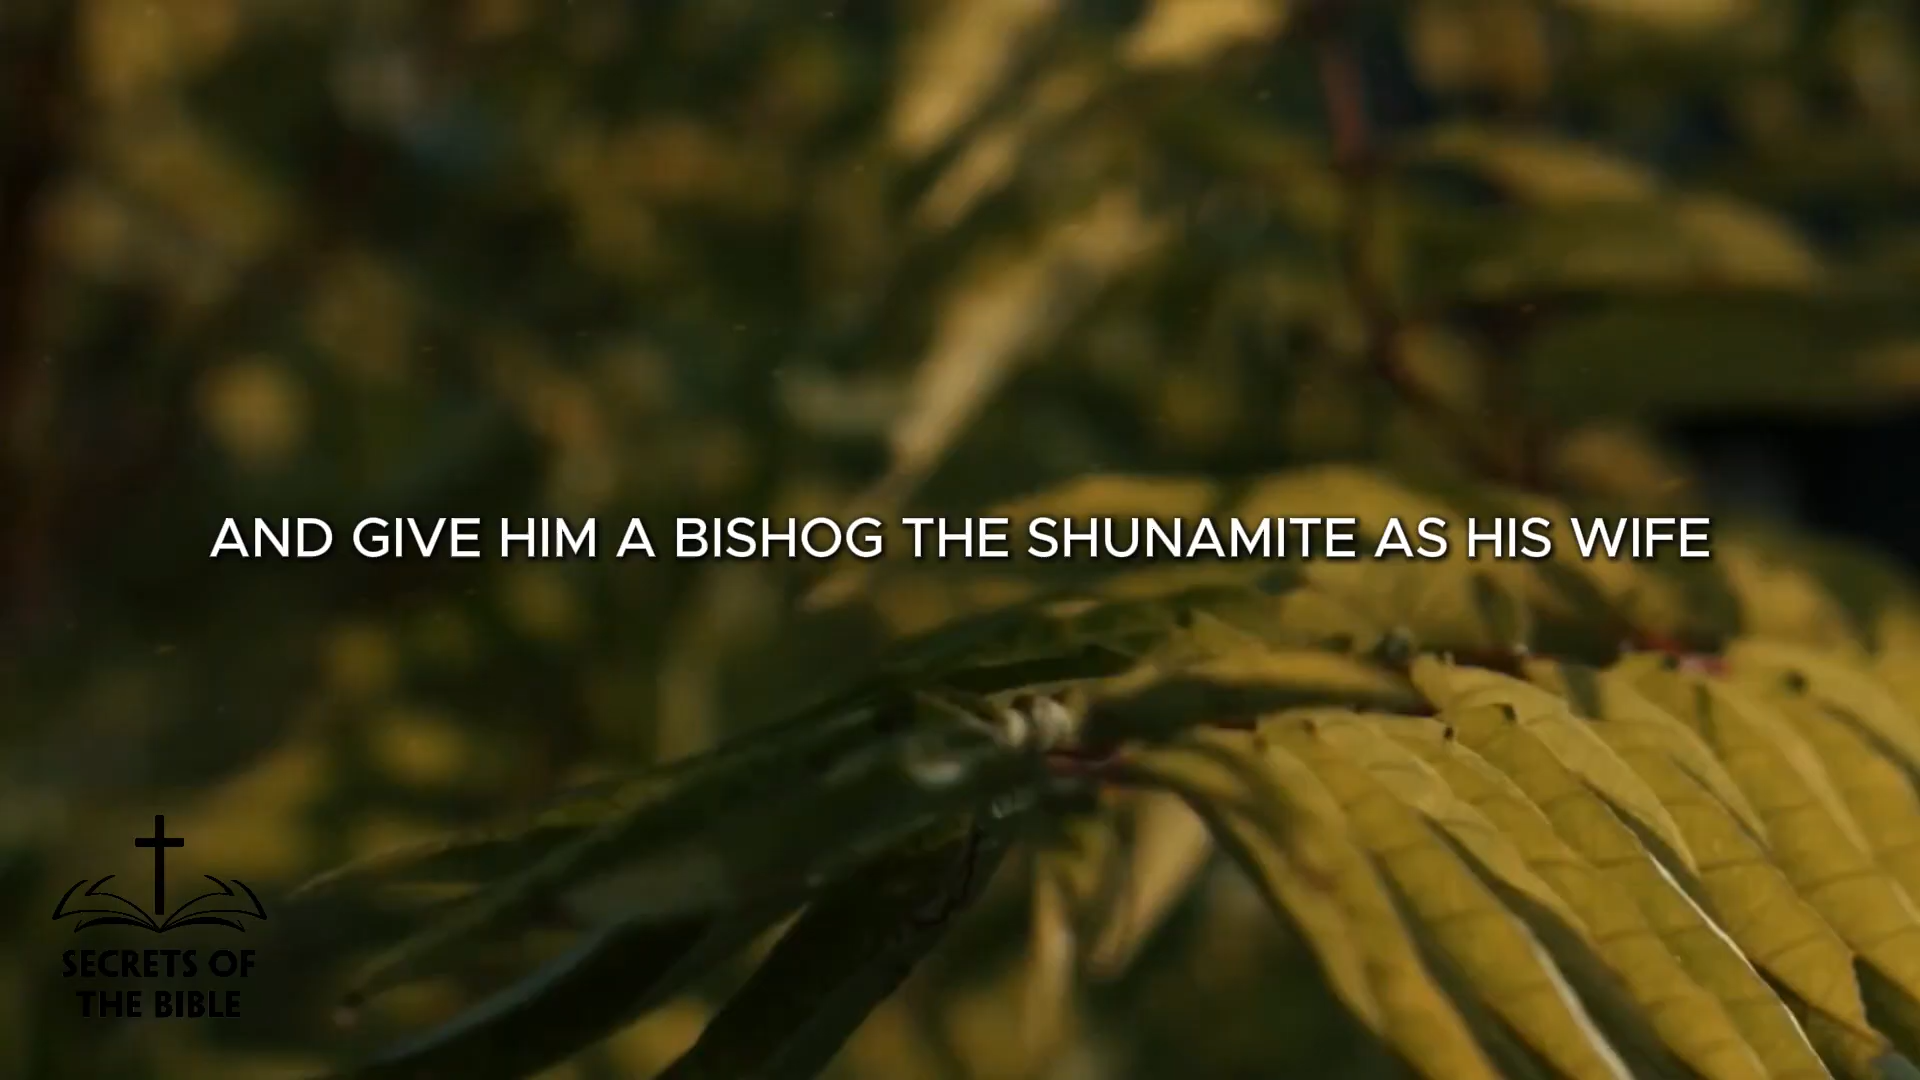 AND GIVE HIM A BISHOG THE SHUNAMITE AS HIS WIFE
SECRETS OF
THE BIBLE